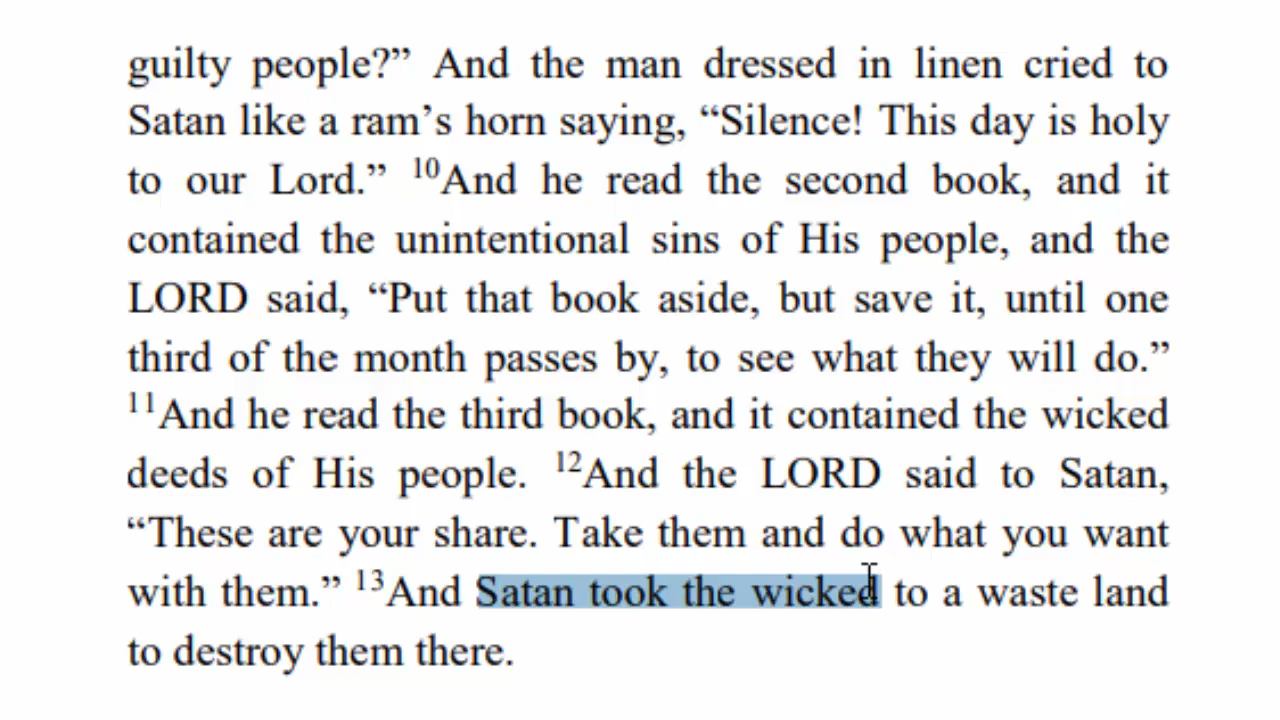 guilty people?” And the man dressed in linen cried to
Satan like a ram’s horn saying, “Silence! This day is holy
to our Lord.” ¹⁰And he read the second book, and it
contained the unintentional sins of His people, and the
LORD said, “Put that book aside, but save it, until one
third of the month passes by, to see what they will do.”
¹¹And he read the third book, and it contained the wicked
deeds of His people. ¹²And the LORD said to Satan,
“These are your share. Take them and do what you want
with them.” ¹³And Satan took the wicked to a waste land
to destroy them there.